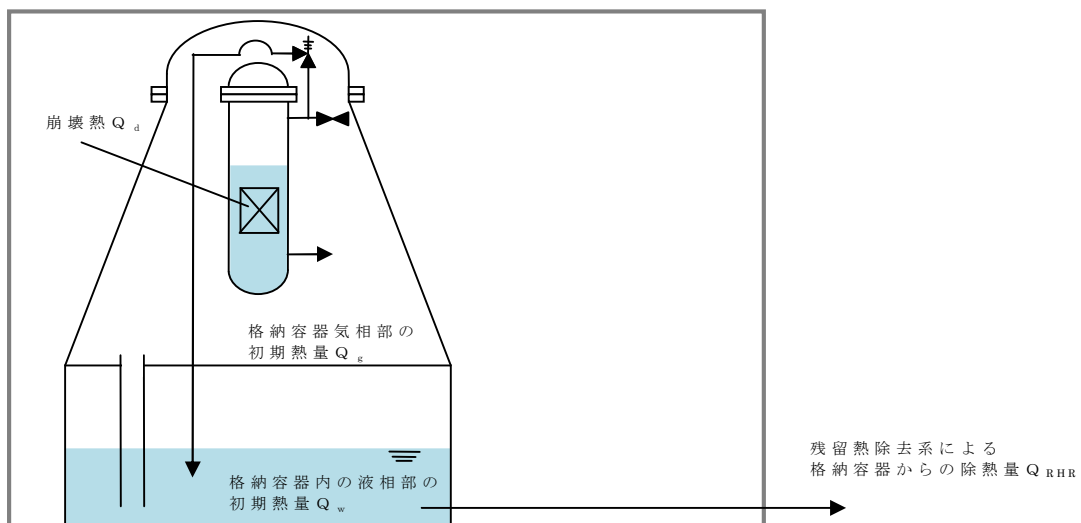 崩壊熱Qd
格納容器気相部の
初期熱量Qg
格納容器内の液相部の
初期熱量Qw
残留熱除去系による
格納容器からの除熱量QRHR